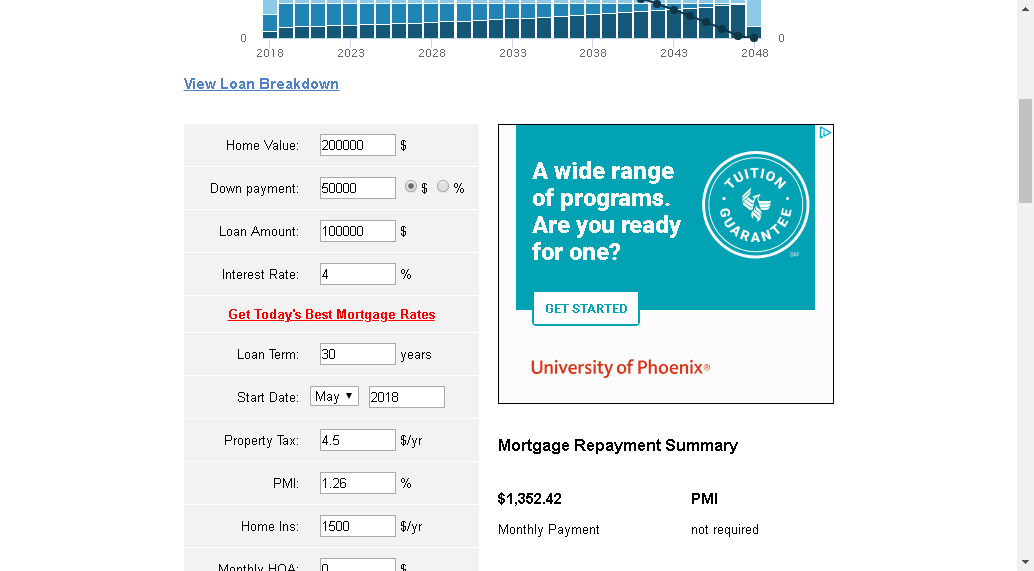 0
0
2018 2023 2028 2033 2038 2043 2048
View Loan Breakdown
Home Value: 200000 $
Down payment: 50000 $ %
Loan Amount: 100000 $
Interest Rate: 4 %
Get Today's Best Mortgage Rates
Loan Term: 30 years
Start Date: May 2018
Property Tax: 4.5 $/yr
PMI: 1.26 %
Home Ins: 1500 $/yr
Monthly HOA: 0 $
A wide range
of programs.
Are you ready
for one?
TUITION
GUARANTEE
SM
GET STARTED
University of Phoenix®
Mortgage Repayment Summary
$1,352.42 PMI
Monthly Payment not required